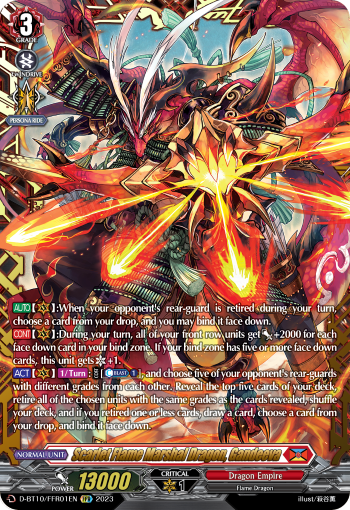 3
GRADE
TWINDRIVE
PERSONA RIDE
AUTO:When your opponent's rear-guard is retired during your turn,
choose a card from your drop, and you may bind it face down.
CONT:During your turn, all of your front row units get +2000 for each
face down card in your bind zone. If your bind zone has five or more face down
cards, this unit gets +1.
ACT 1/Turn: -BLAST 1, and choose five of your opponent's rear-guards
with different grades from each other. Reveal the top five cards of your deck,
retire all of the chosen units with the same grades as the cards revealed, shuffle
your deck, and if you retired one or less cards, draw a card, choose a card
from your drop, and bind it face down.
NORMAL UNIT
Scarlet Flame Marshal Dragon, Gandeeva
POWER 13000 CRITICAL 1 Dragon Empire
Flame Dragon
D-BT10/FFR01EN FFR 2023 illust/萩谷薫